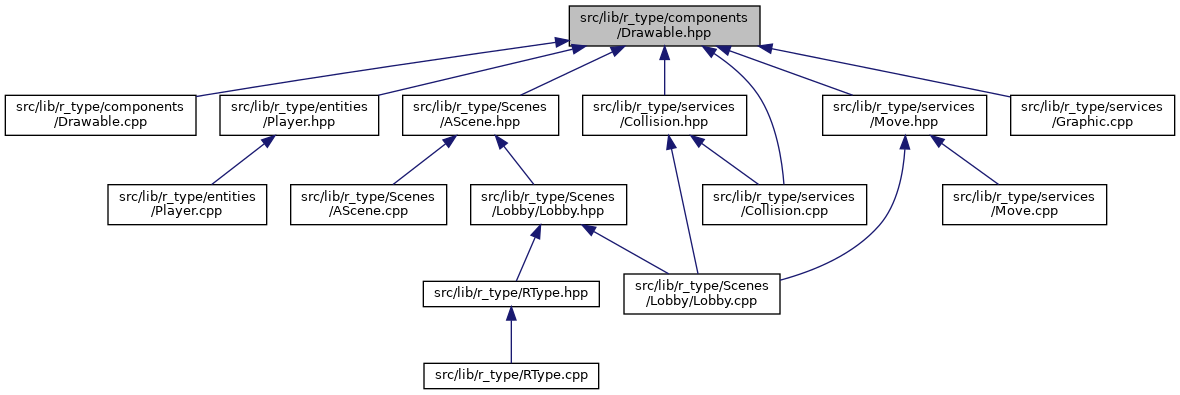 src/lib/r_type/components
/Drawable.hpp
src/lib/r_type/components
/Drawable.cpp
src/lib/r_type/entities
/Player.hpp
src/lib/r_type/Scenes
/AScene.hpp
src/lib/r_type/services
/Collision.hpp
src/lib/r_type/services
/Move.hpp
src/lib/r_type/services
/Graphic.cpp
src/lib/r_type/entities
/Player.cpp
src/lib/r_type/Scenes
/AScene.cpp
src/lib/r_type/Scenes
/Lobby/Lobby.hpp
src/lib/r_type/services
/Collision.cpp
src/lib/r_type/services
/Move.cpp
src/lib/r_type/RType.hpp
src/lib/r_type/Scenes
/Lobby/Lobby.cpp
src/lib/r_type/RType.cpp